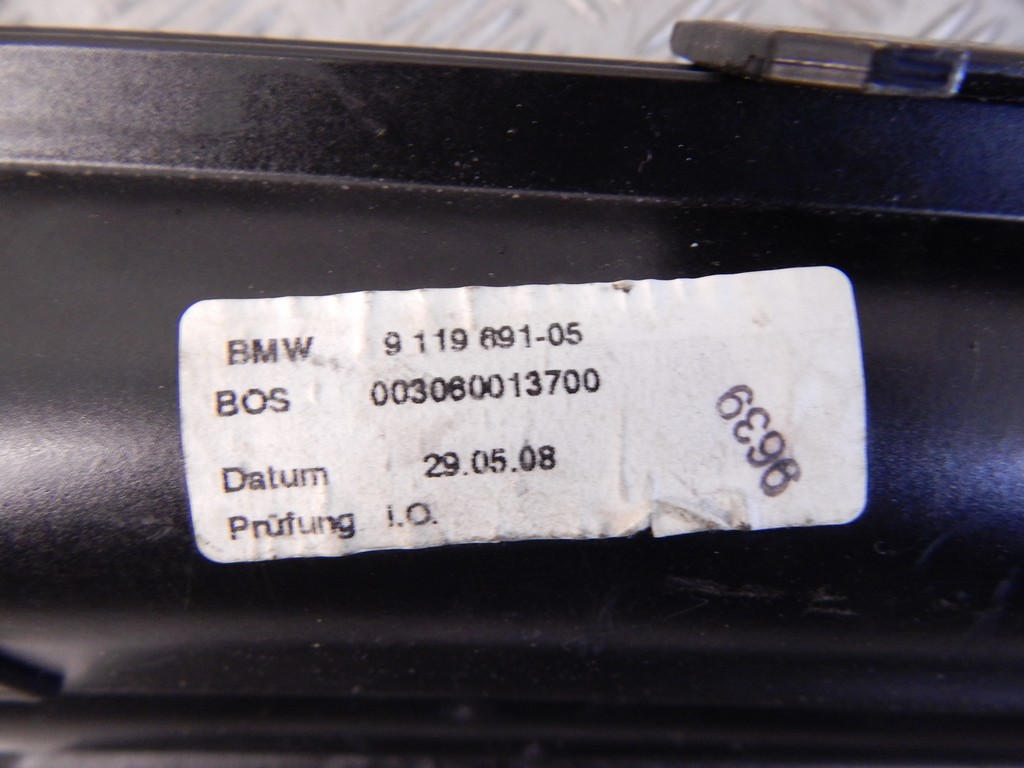 BMW 9 119 891-05
BOS 003060013700
Datum 29.05.08
Prüfung I.O.
9639